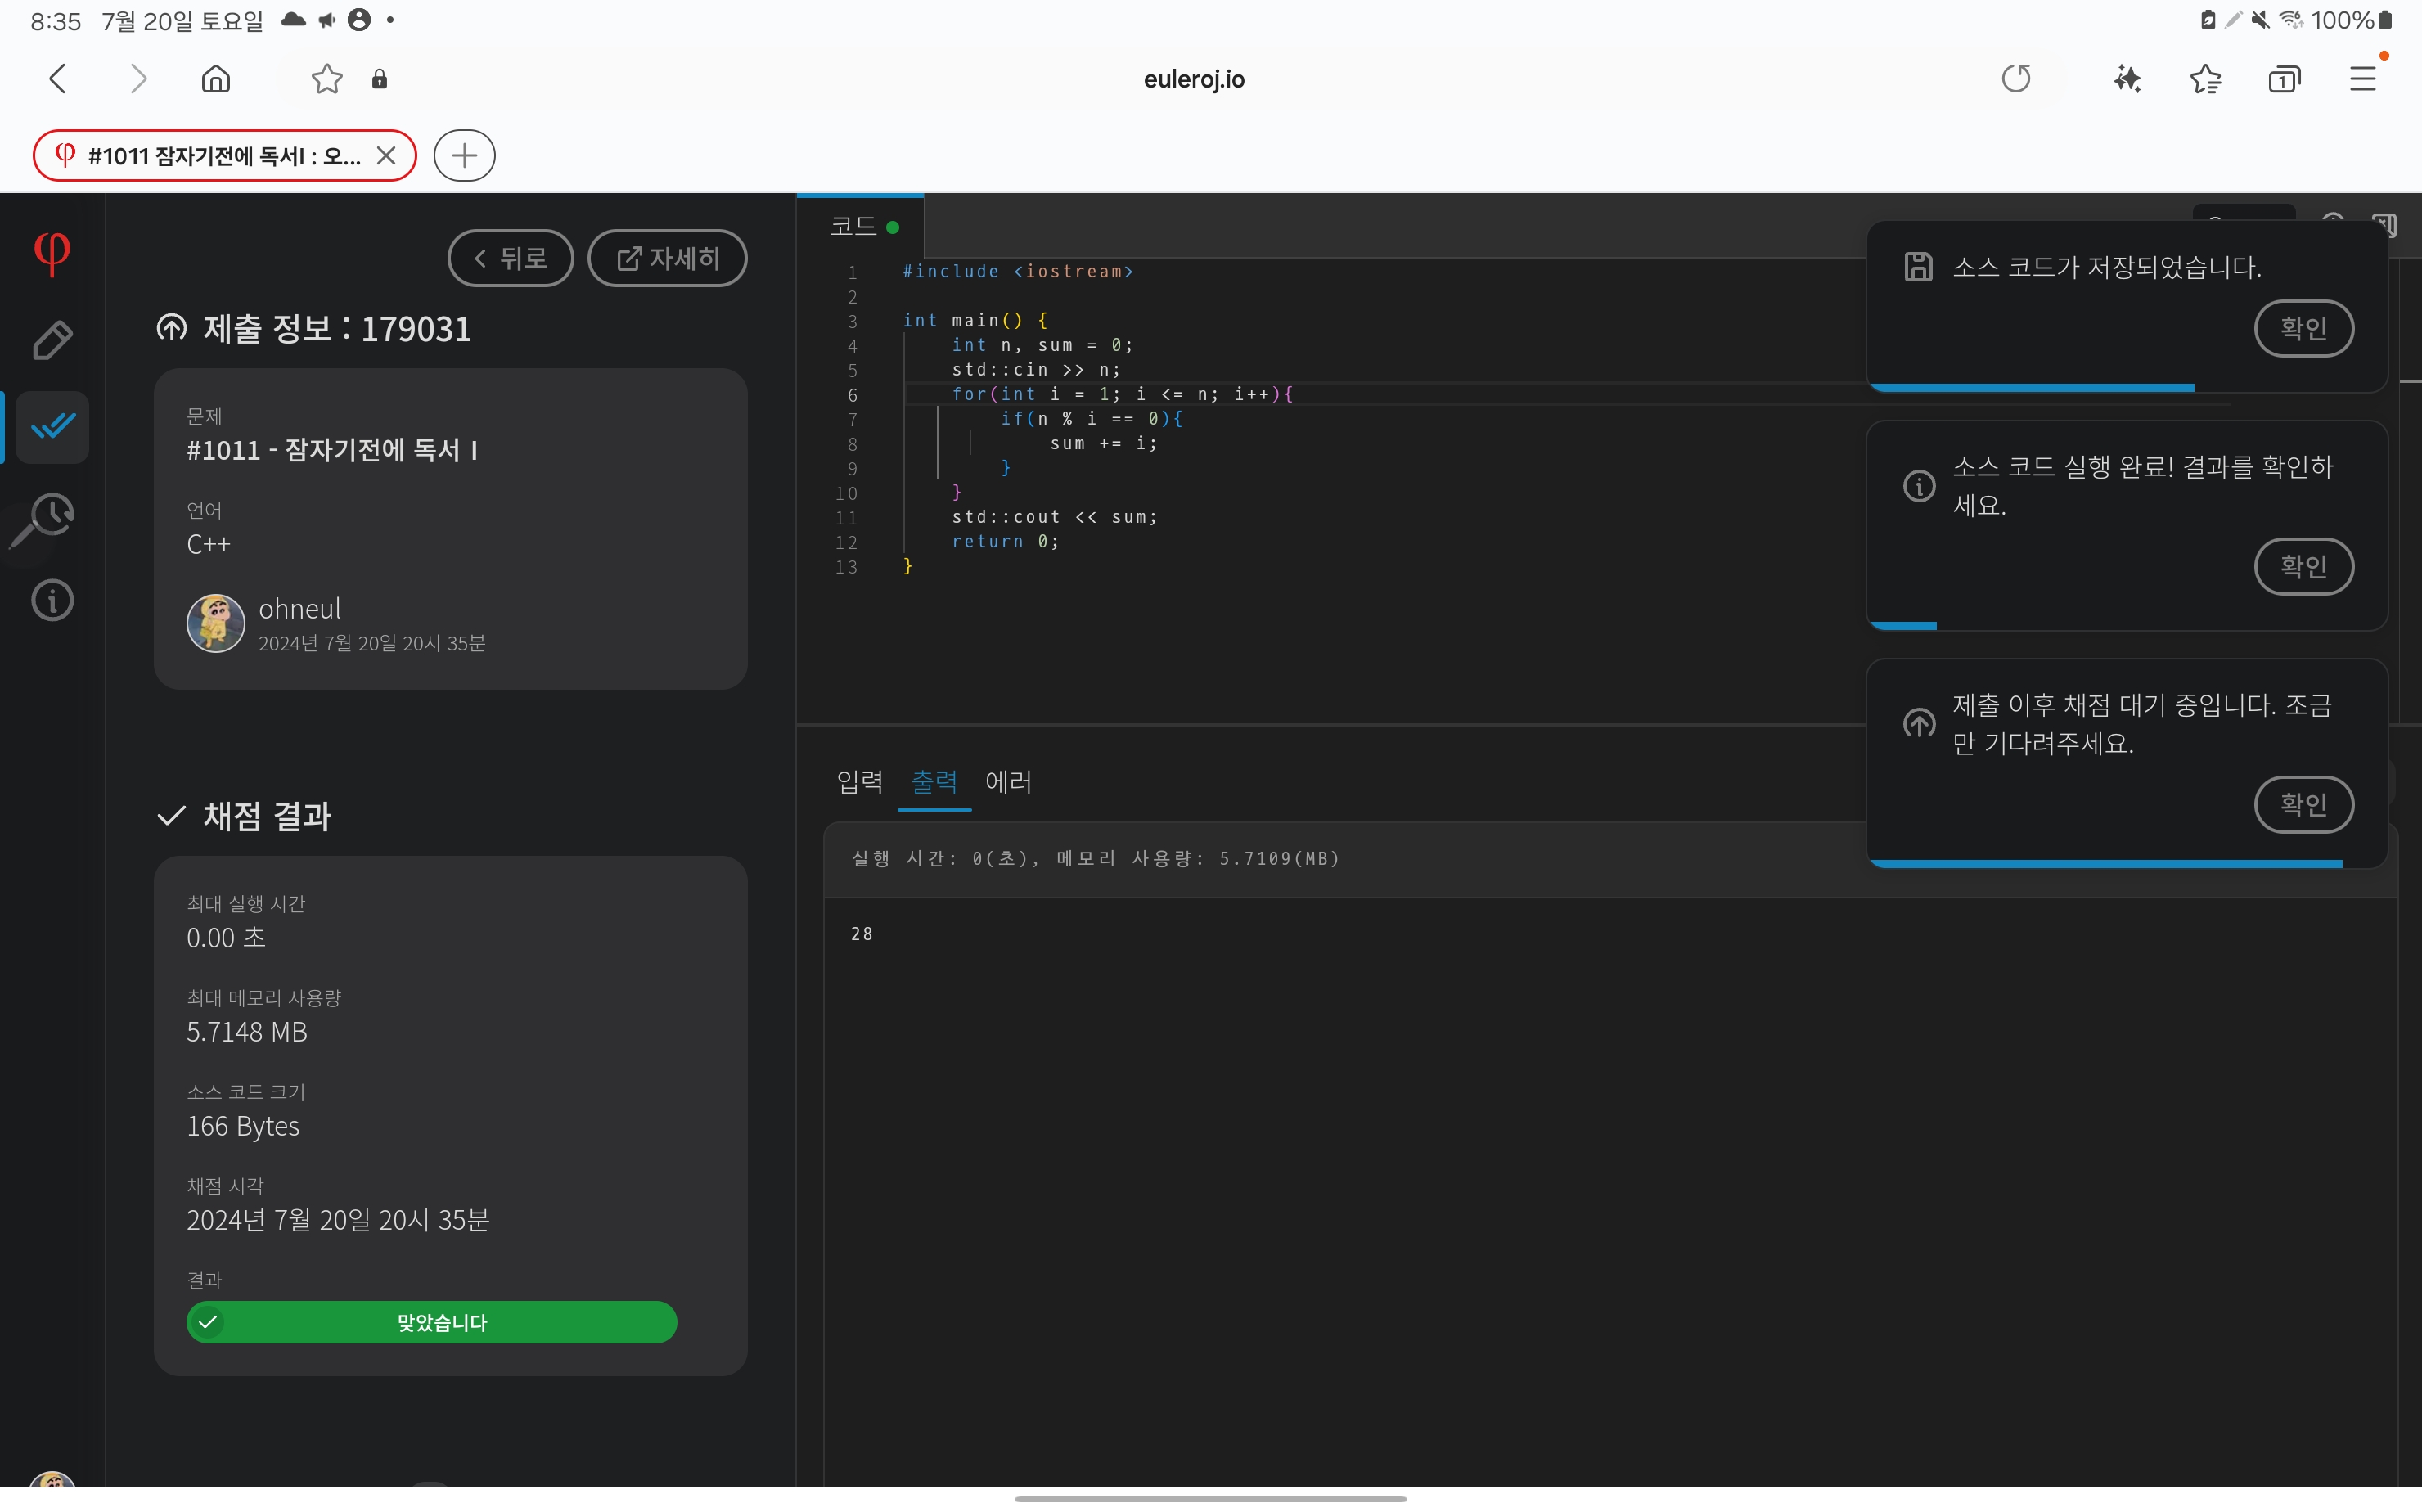 8:35 7월 20일 토요일
100%
euleroj.io
1
φ #1011 잠자기전에 독서I : 오...
φ
뒤로 자세히
제출 정보 : 179031
문제
#1011 - 잠자기전에 독서 I
언어
C++
ohneul
2024년 7월 20일 20시 35분
채점 결과
최대 실행 시간
0.00 초
최대 메모리 사용량
5.7148 MB
소스 코드 크기
166 Bytes
채점 시각
2024년 7월 20일 20시 35분
결과
맞았습니다
코드
1 #include <iostream>
2
3 int main() {
4 int n, sum = 0;
5 std::cin >> n;
6 for(int i = 1; i <= n; i++){
7 if(n % i == 0){
8 sum += i;
9 }
10 }
11 std::cout << sum;
12 return 0;
13 }
입력 출력 에러
실행 시간: 0(초), 메모리 사용량: 5.7109(MB)
28
소스 코드가 저장되었습니다.
확인
소스 코드 실행 완료! 결과를 확인하
세요.
확인
제출 이후 채점 대기 중입니다. 조금
만 기다려주세요.
확인